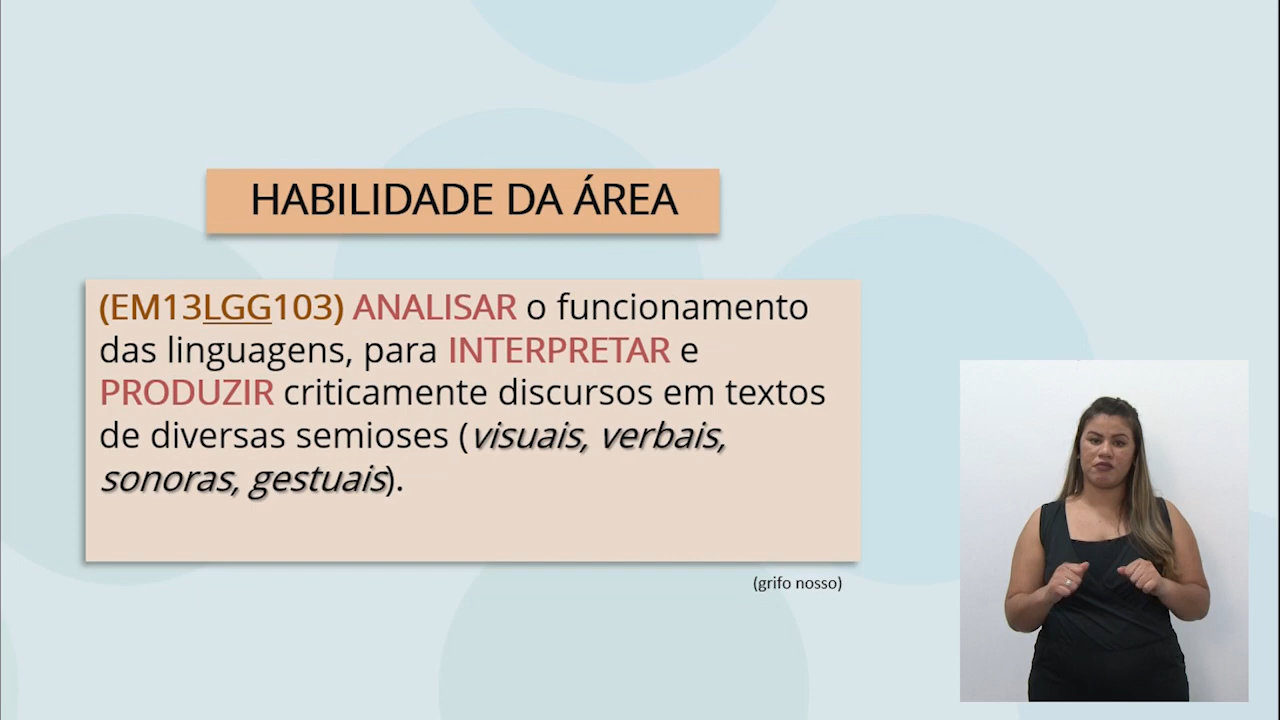 HABILIDADE DA ÁREA
(EM13LGG103) ANALISAR o funcionamento
das linguagens, para INTERPRETAR e
PRODUZIR criticamente discursos em textos
de diversas semioses (visuais, verbais,
sonoras, gestuais).
(grifo nosso)